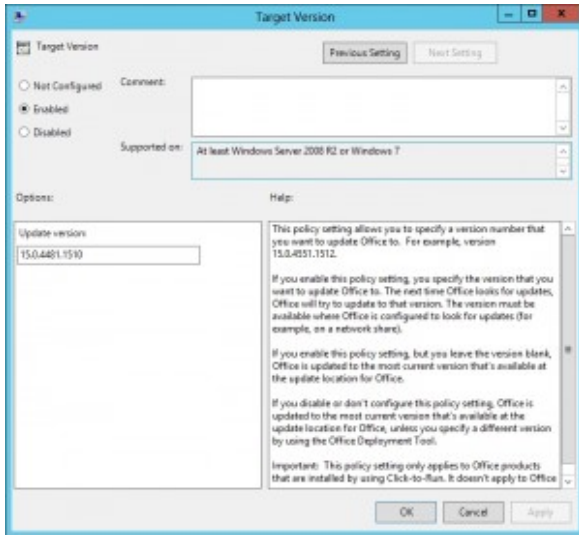 Target Version
Target Version
Previous Setting
Next Setting
Not Configured
Comment:
Enabled
Disabled
Supported on:
At least Windows Server 2008 R2 or Windows 7
Options:
Help:
Update version
15.0.4481.1510
This policy setting allows you to specify a version number that
you want to update Office to. For example, version
15.0.4551.1512.
If you enable this policy setting, you specify the version that you
want to update Office to. The next time Office looks for updates,
Office will try to update to that version. The version must be
available where Office is configured to look for updates (for
example, on a network share).
If you enable this policy setting, but you leave the version blank,
Office is updated to the most current version that's available at
the update location for Office.
If you disable or don't configure this policy setting, Office is
updated to the most current version that's available at the
update location for Office, unless you specify a different version
by using the Office Deployment Tool.
Important: This policy setting only applies to Office products
that are installed by using Click-to-Run. It doesn't apply to Office
OK
Cancel
Apply